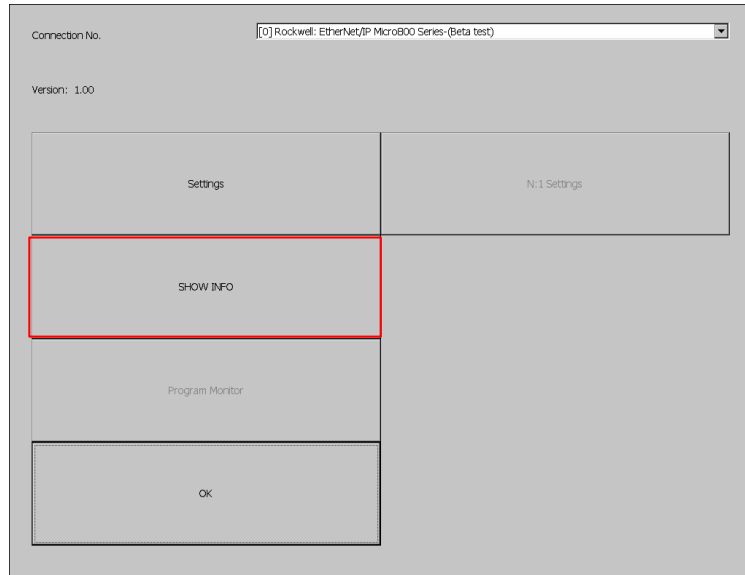 Connection No. [0] Rockwell: EtherNet/IP Micro800 Series-(Beta test)
Version: 1.00
Settings N:1 Settings
SHOW INFO
Program Monitor
OK